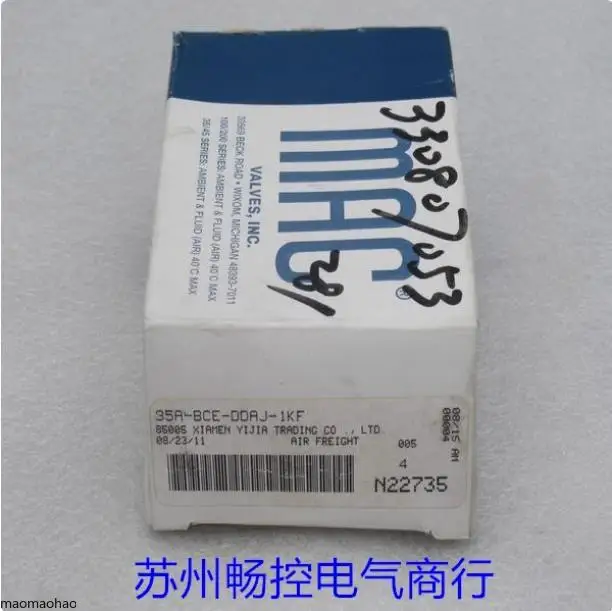 mAC®
VALVES, INC.
30569 BECK ROAD • WIXOM, MICHIGAN 48393-7011
100/200 SERIES: AMBIENT & FLUID (AIR) 40°C MAX
35/45 SERIES: AMBIENT & FLUID (AIR) 40°C MAX
330807053
38/
35A-BCE-DDAJ-1KF
85005 XIAMEN YIJIA TRADING CO ., LTD.
08/23/11 AIR FREIGHT 005
4
N22735
08/15 AM
00004
苏州畅控电气商行
maomaohao